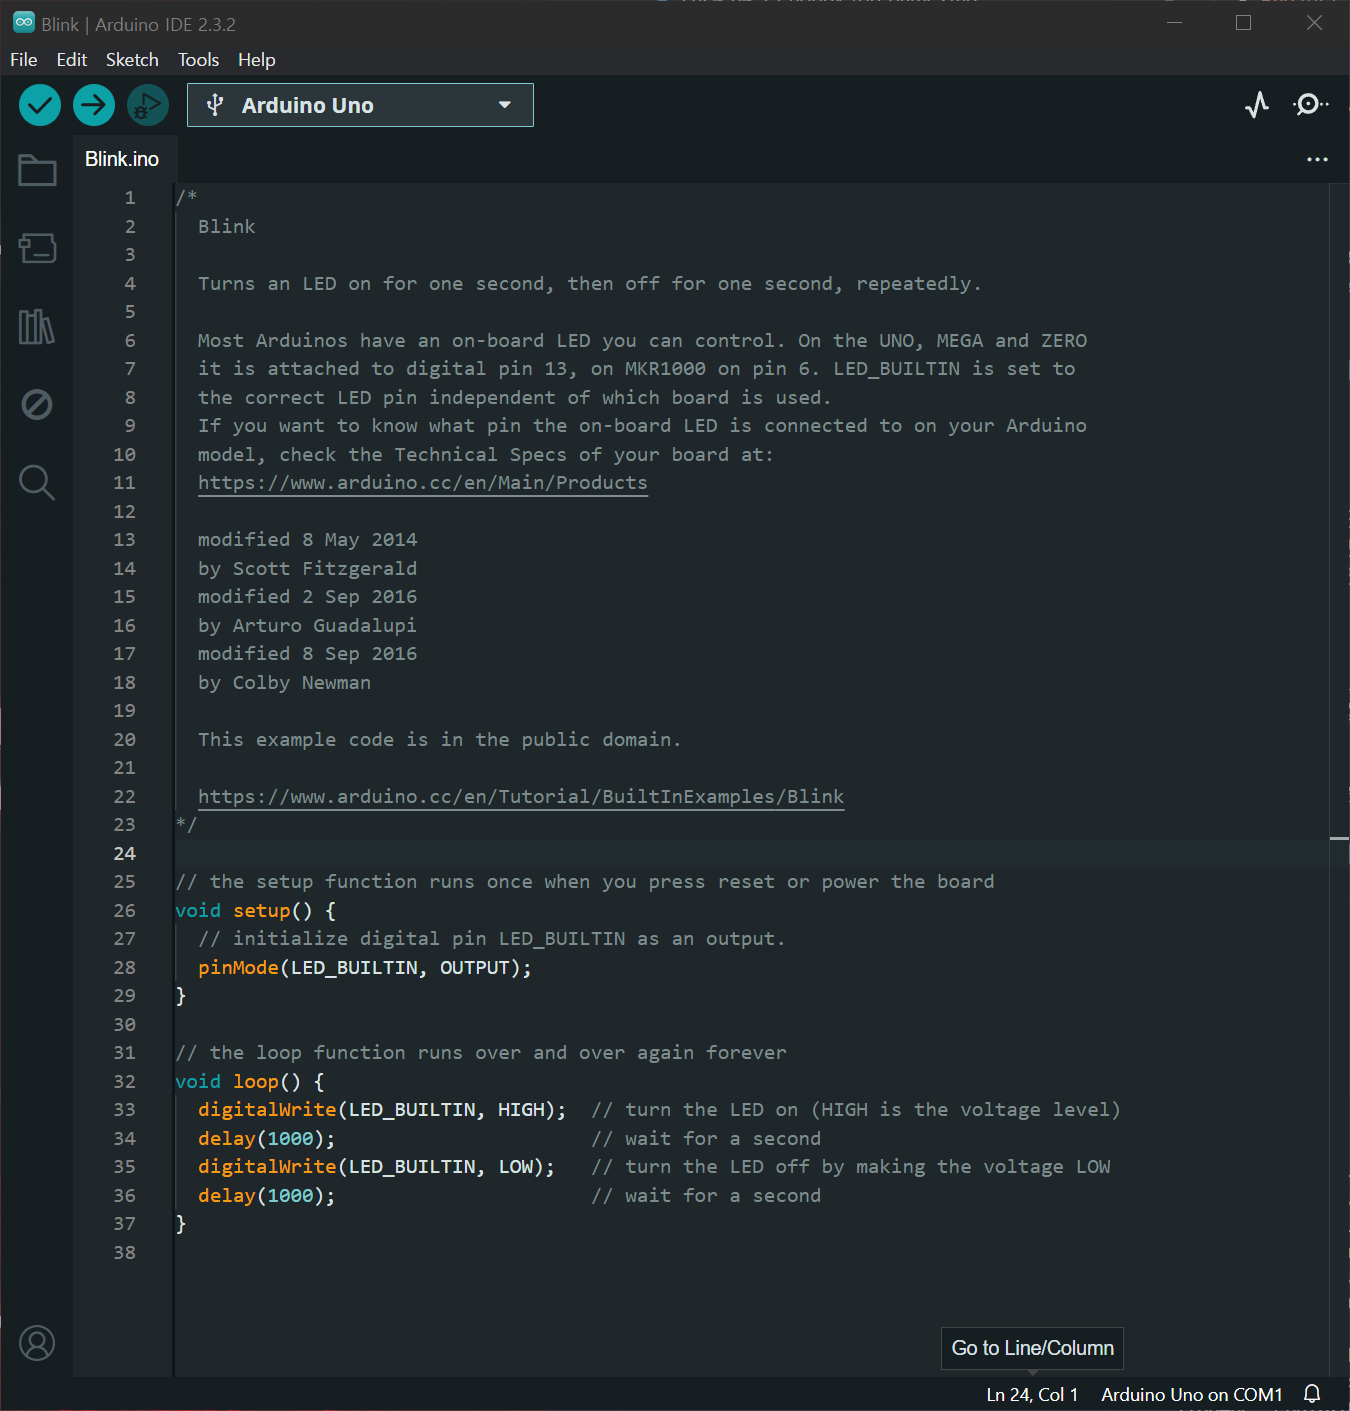 Blink | Arduino IDE 2.3.2
File Edit Sketch Tools Help
Arduino Uno
Blink.ino
1 /*
2 Blink
3
4 Turns an LED on for one second, then off for one second, repeatedly.
5
6 Most Arduinos have an on-board LED you can control. On the UNO, MEGA and ZERO
7 it is attached to digital pin 13, on MKR1000 on pin 6. LED_BUILTIN is set to
8 the correct LED pin independent of which board is used.
9 If you want to know what pin the on-board LED is connected to on your Arduino
10 model, check the Technical Specs of your board at:
11 https://www.arduino.cc/en/Main/Products
12
13 modified 8 May 2014
14 by Scott Fitzgerald
15 modified 2 Sep 2016
16 by Arturo Guadalupi
17 modified 8 Sep 2016
18 by Colby Newman
19
20 This example code is in the public domain.
21
22 https://www.arduino.cc/en/Tutorial/BuiltInExamples/Blink
23 */
24
25 // the setup function runs once when you press reset or power the board
26 void setup() {
27 // initialize digital pin LED_BUILTIN as an output.
28 pinMode(LED_BUILTIN, OUTPUT);
29 }
30
31 // the loop function runs over and over again forever
32 void loop() {
33 digitalWrite(LED_BUILTIN, HIGH); // turn the LED on (HIGH is the voltage level)
34 delay(1000); // wait for a second
35 digitalWrite(LED_BUILTIN, LOW); // turn the LED off by making the voltage LOW
36 delay(1000); // wait for a second
37 }
38
Go to Line/Column
Ln 24, Col 1 Arduino Uno on COM1